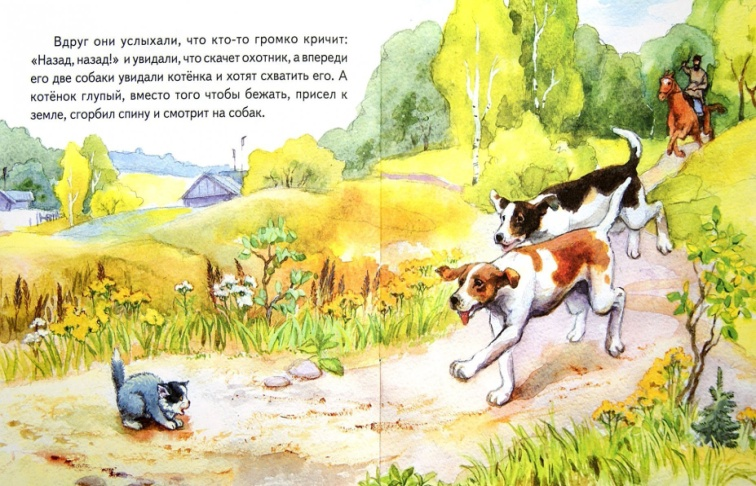 Вдруг они услыхали, что кто-то громко кричит:
«Назад, назад!» и увидали, что скачет охотник, а впереди
его две собаки увидали котёнка и хотят схватить его. А
котёнок глупый, вместо того чтобы бежать, присел к
земле, сгорбил спину и смотрит на собак.